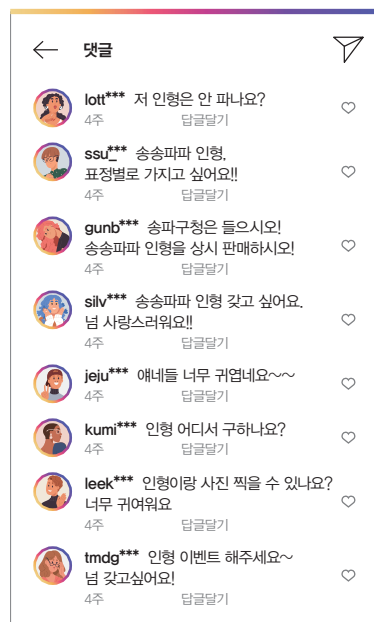 댓글
lott*** 저 인형은 안 파나요?
4주 답글달기
ssu_*** 송송파파 인형,
표정별로 가지고 싶어요!!
4주 답글달기
gunb*** 송파구청은 들으시오!
송송파파 인형을 상시 판매하시오!
4주 답글달기
silv*** 송송파파 인형 갖고 싶어요.
넘 사랑스러워요!!
4주 답글달기
jeju*** 얘네들 너무 귀엽네요~~
4주 답글달기
kumi*** 인형 어디서 구하나요?
4주 답글달기
leek*** 인형이랑 사진 찍을 수 있나요?
너무 귀여워요
4주 답글달기
tmdg*** 인형 이벤트 해주세요~
넘 갖고싶어요!
4주 답글달기